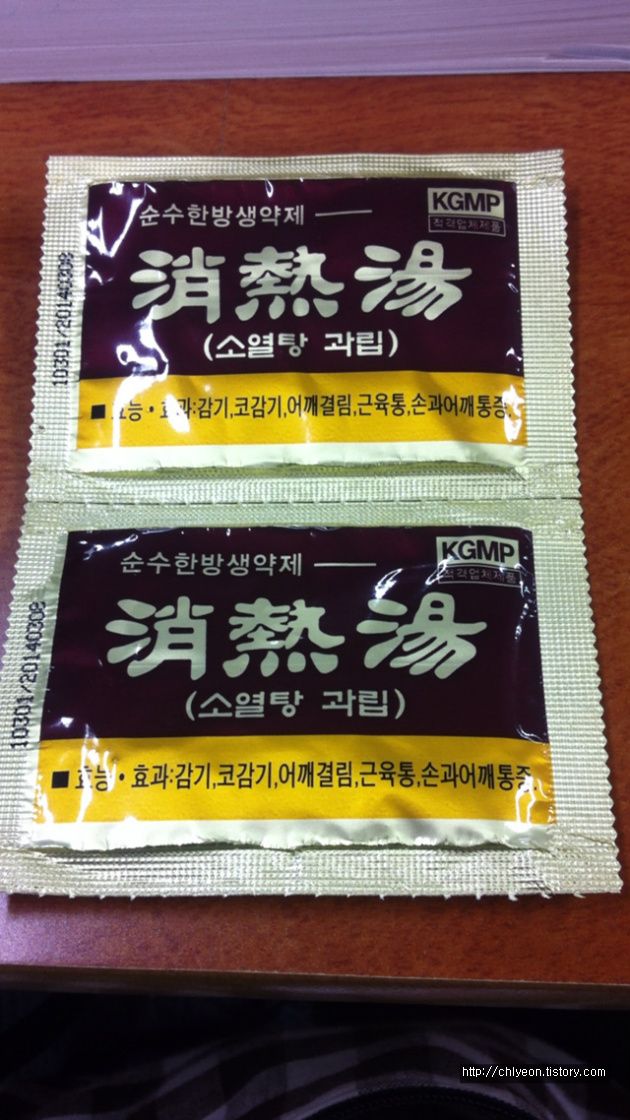 순수한방생약제
KGMP
적격업체제품
消熱湯
(소열탕 과립)
■ 효능 • 효과:감기,코감기,어깨결림,근육통,손과어깨통증.
10301/20140308
순수한방생약제
KGMP
적격업체제품
消熱湯
(소열탕 과립)
■ 효능 • 효과:감기,코감기,어깨결림,근육통,손과어깨통증.
10301/20140308
http://chiyeon.tistory.com